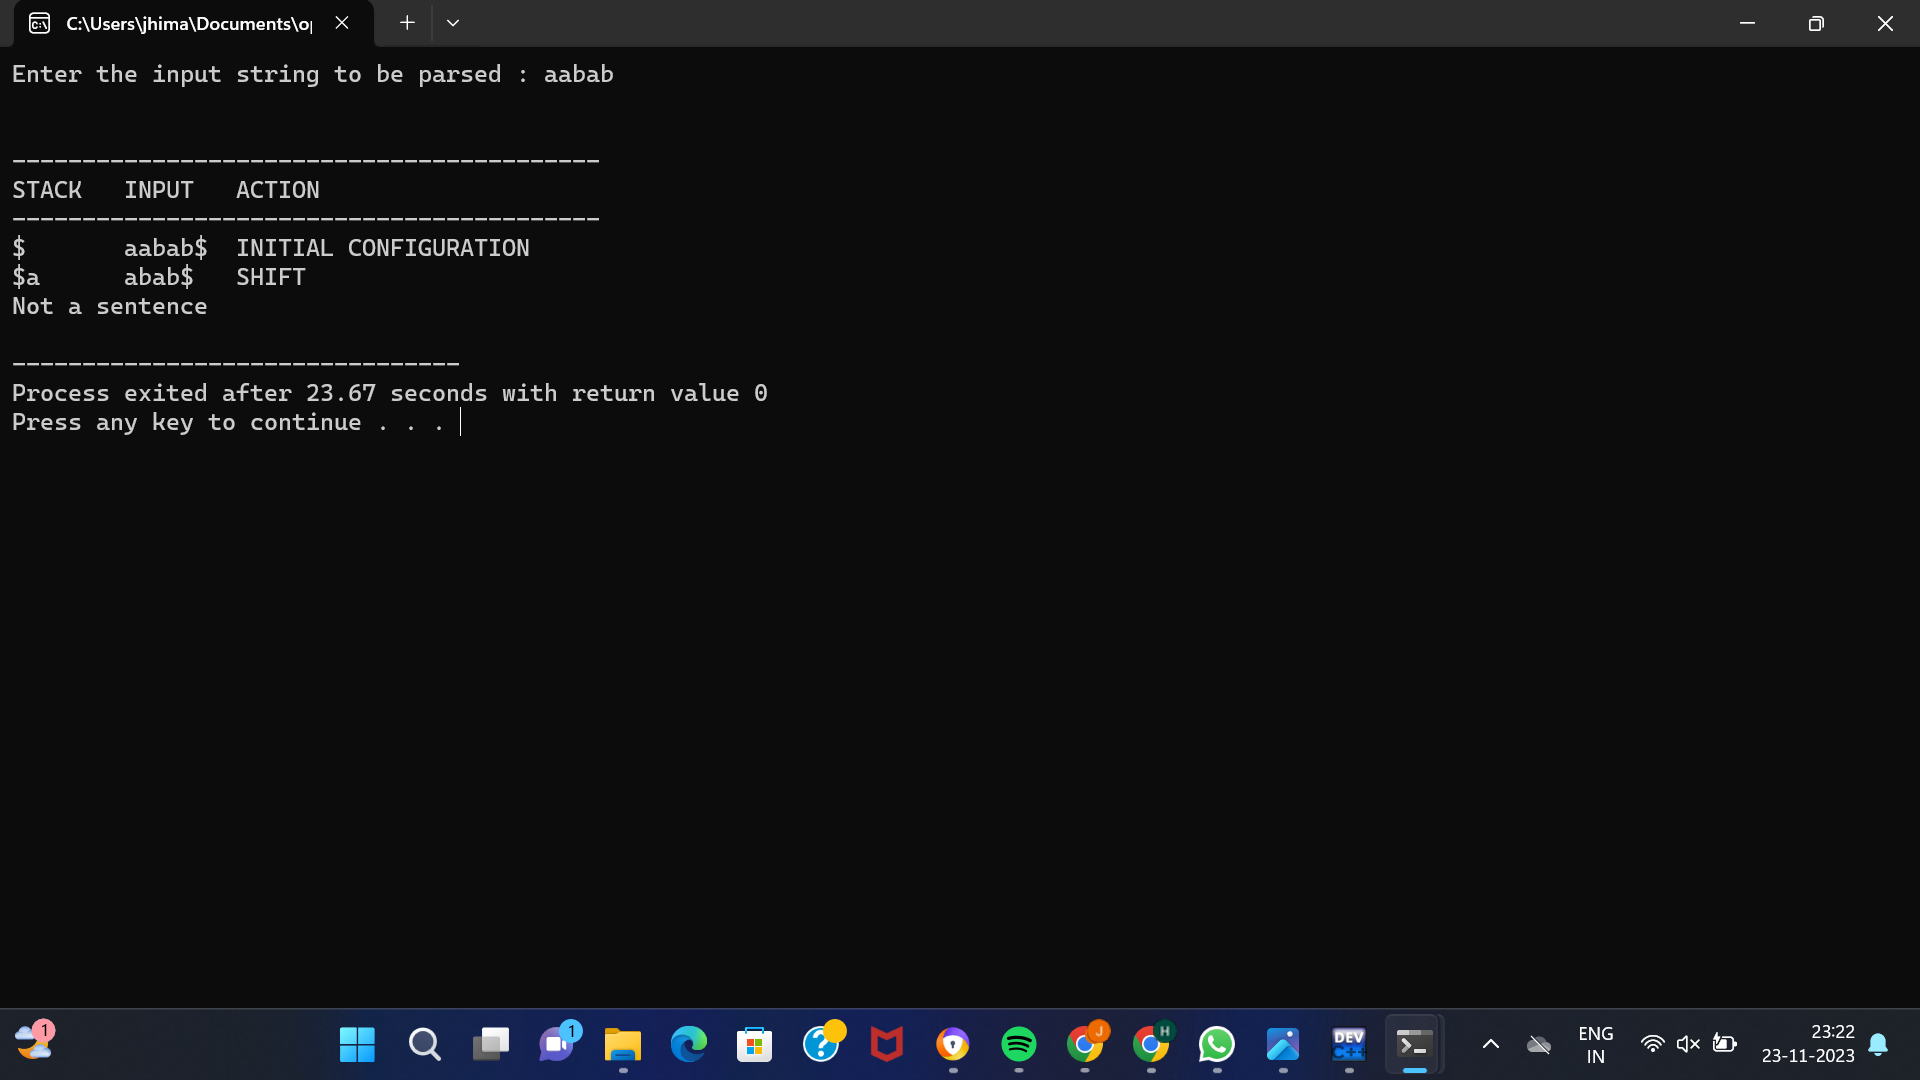 C:\Users\jhima\Documents\op
Enter the input string to be parsed : aabab
------------------------------------------
STACK   INPUT   ACTION
------------------------------------------
$       aabab$  INITIAL CONFIGURATION
$a      abab$   SHIFT
Not a sentence
--------------------------------
Process exited after 23.67 seconds with return value 0
Press any key to continue . . .
1
1
J
H
DEV
C++
ENG
IN
23:22
23-11-2023